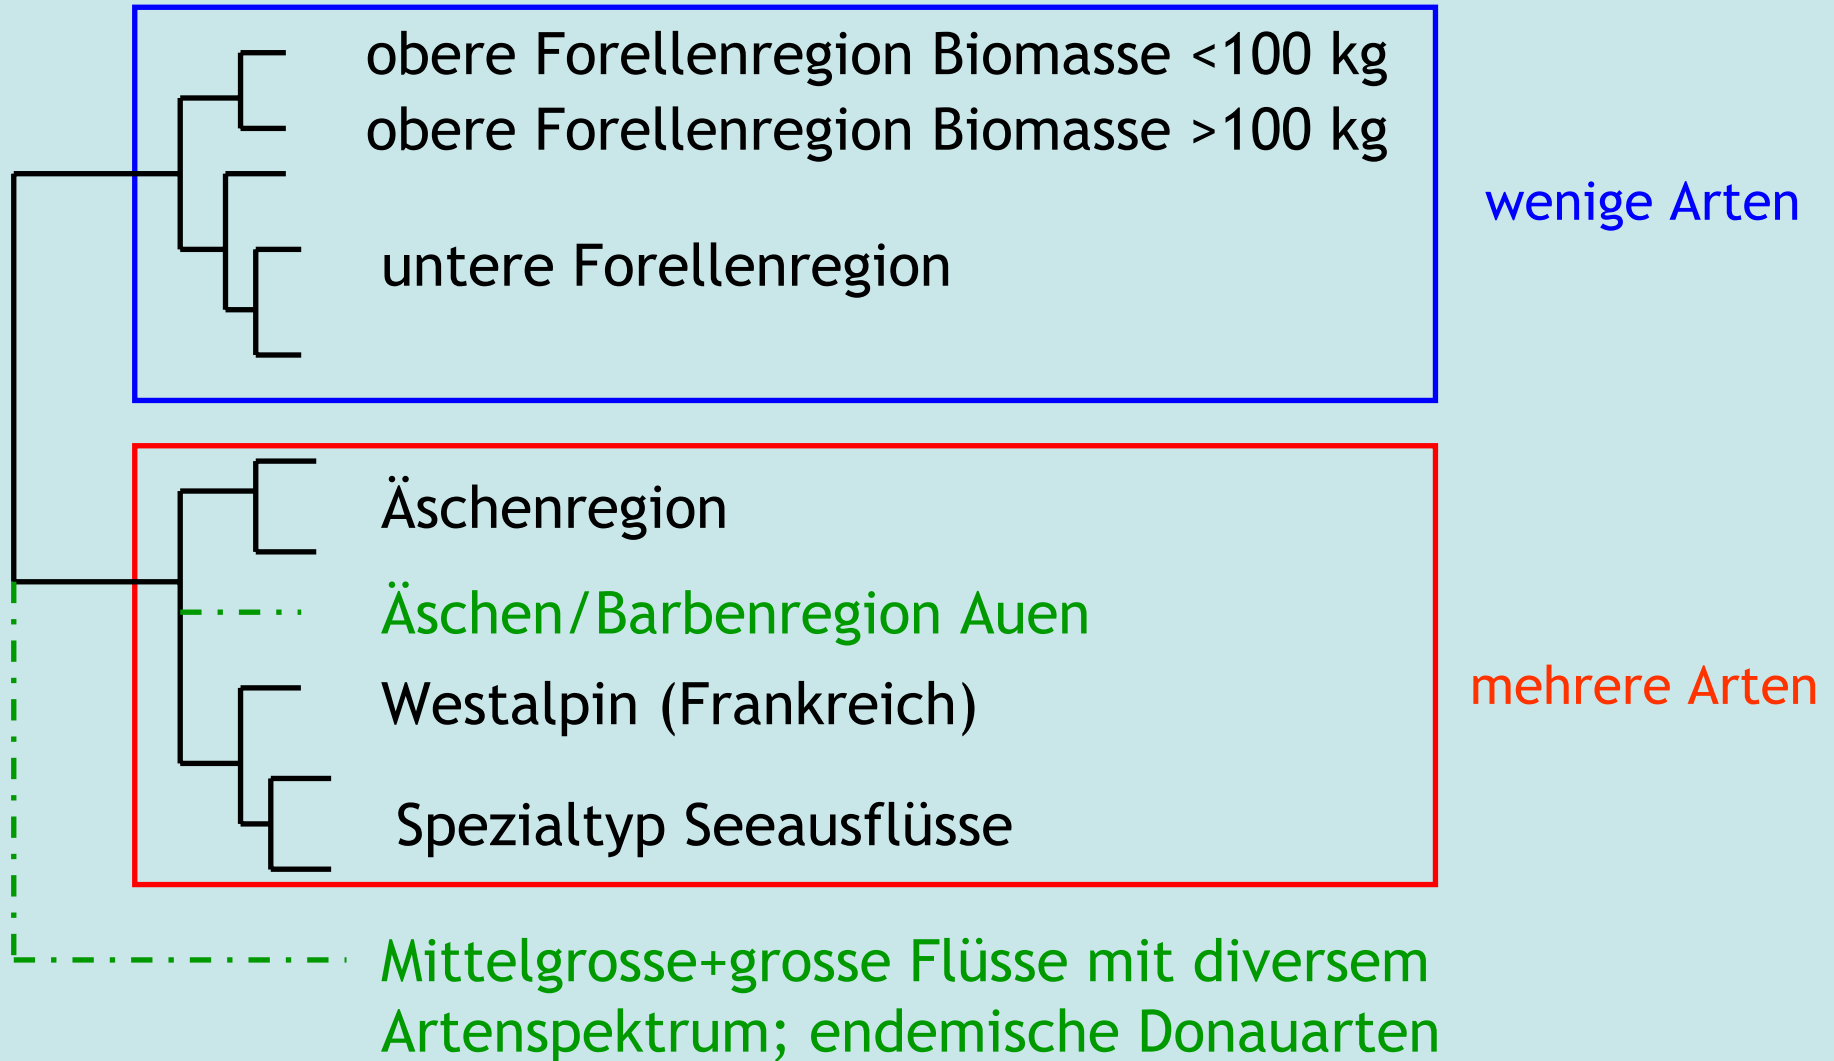 obere Forellenregion Biomasse <100 kg
obere Forellenregion Biomasse >100 kg
wenige Arten
untere Forellenregion
Äschenregion
Äschen/Barbenregion Auen
Westalpin (Frankreich)
mehrere Arten
Spezialtyp Seeausflüsse
Mittelgrosse+grosse Flüsse mit diversem
Artenspektrum; endemische Donauarten